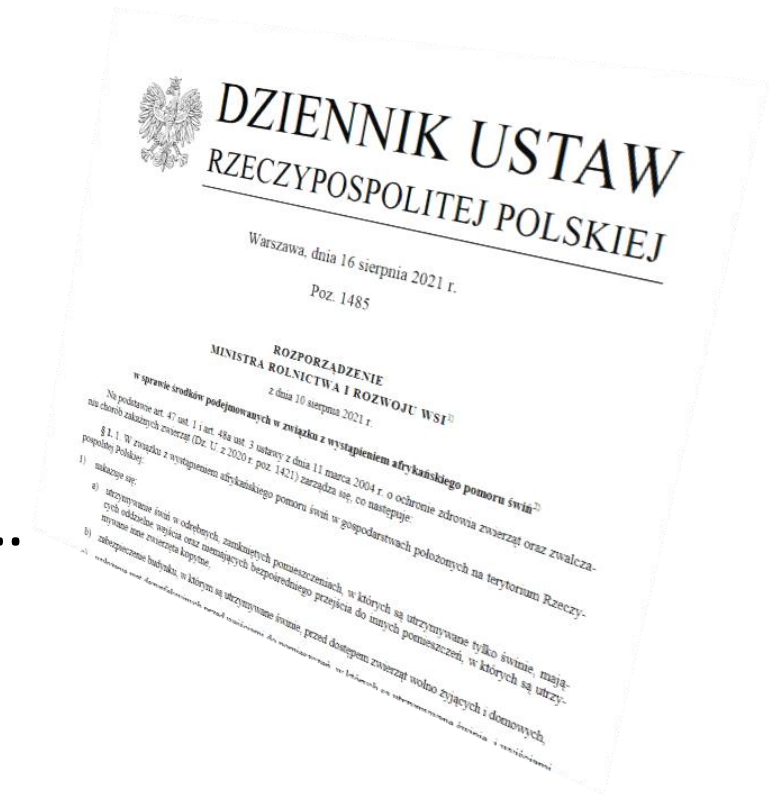 DZIENNIK USTAW
RZECZYPOSPOLITEJ POLSKIEJ
Warszawa, dnia 16 sierpnia 2021 r.
Poz. 1485
ROZPORZĄDZENIE
MINISTRA ROLNICTWA I ROZWOJU WSI1)
z dnia 10 sierpnia 2021 r.
w sprawie środków podejmowanych w związku z wystąpieniem afrykańskiego pomoru świń2)
Na podstawie art. 47 ust. 1 i art. 48a ust. 3 ustawy z dnia 11 marca 2004 r. o ochronie zdrowia zwierząt oraz zwalcza-
niu chorób zakaźnych zwierząt (Dz. U. z 2020 r. poz. 1421) zarządza się, co następuje:
§ 1. 1. W związku z wystąpieniem afrykańskiego pomoru świń w gospodarstwach położonych na terytorium Rzeczy-
pospolitej Polskiej:
1) nakazuje się:
a) utrzymywanie świń w odrębnych, zamkniętych pomieszczeniach, w których są utrzymywane tylko świnie, mają-
cych oddzielne wejścia oraz niemających bezpośredniego przejścia do innych pomieszczeń, w których są utrzy-
mywane inne zwierzęta kopytne,
b) zabezpieczenie budynku, w którym są utrzymywane świnie, przed dostępem zwierząt wolno żyjących i domowych,
..